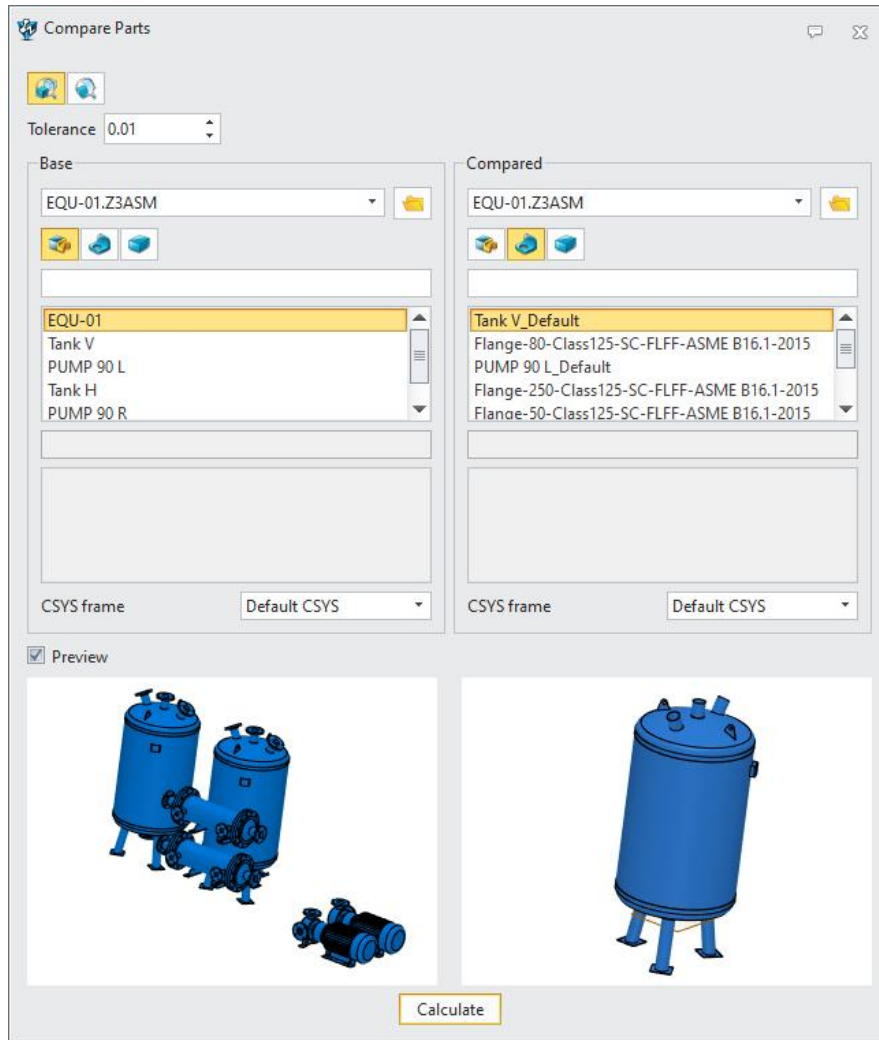 Compare Parts
Tolerance 0.01
Base
EQU-01.Z3ASM
EQU-01
Tank V
PUMP 90 L
Tank H
PUMP 90 R
CSYS frame Default CSYS
Compared
EQU-01.Z3ASM
Tank V_Default
Flange-80-Class125-SC-FLFF-ASME B16.1-2015
PUMP 90 L_Default
Flange-250-Class125-SC-FLFF-ASME B16.1-2015
Flange-50-Class125-SC-FLFF-ASME B16.1-2015
CSYS frame Default CSYS
Preview
Calculate